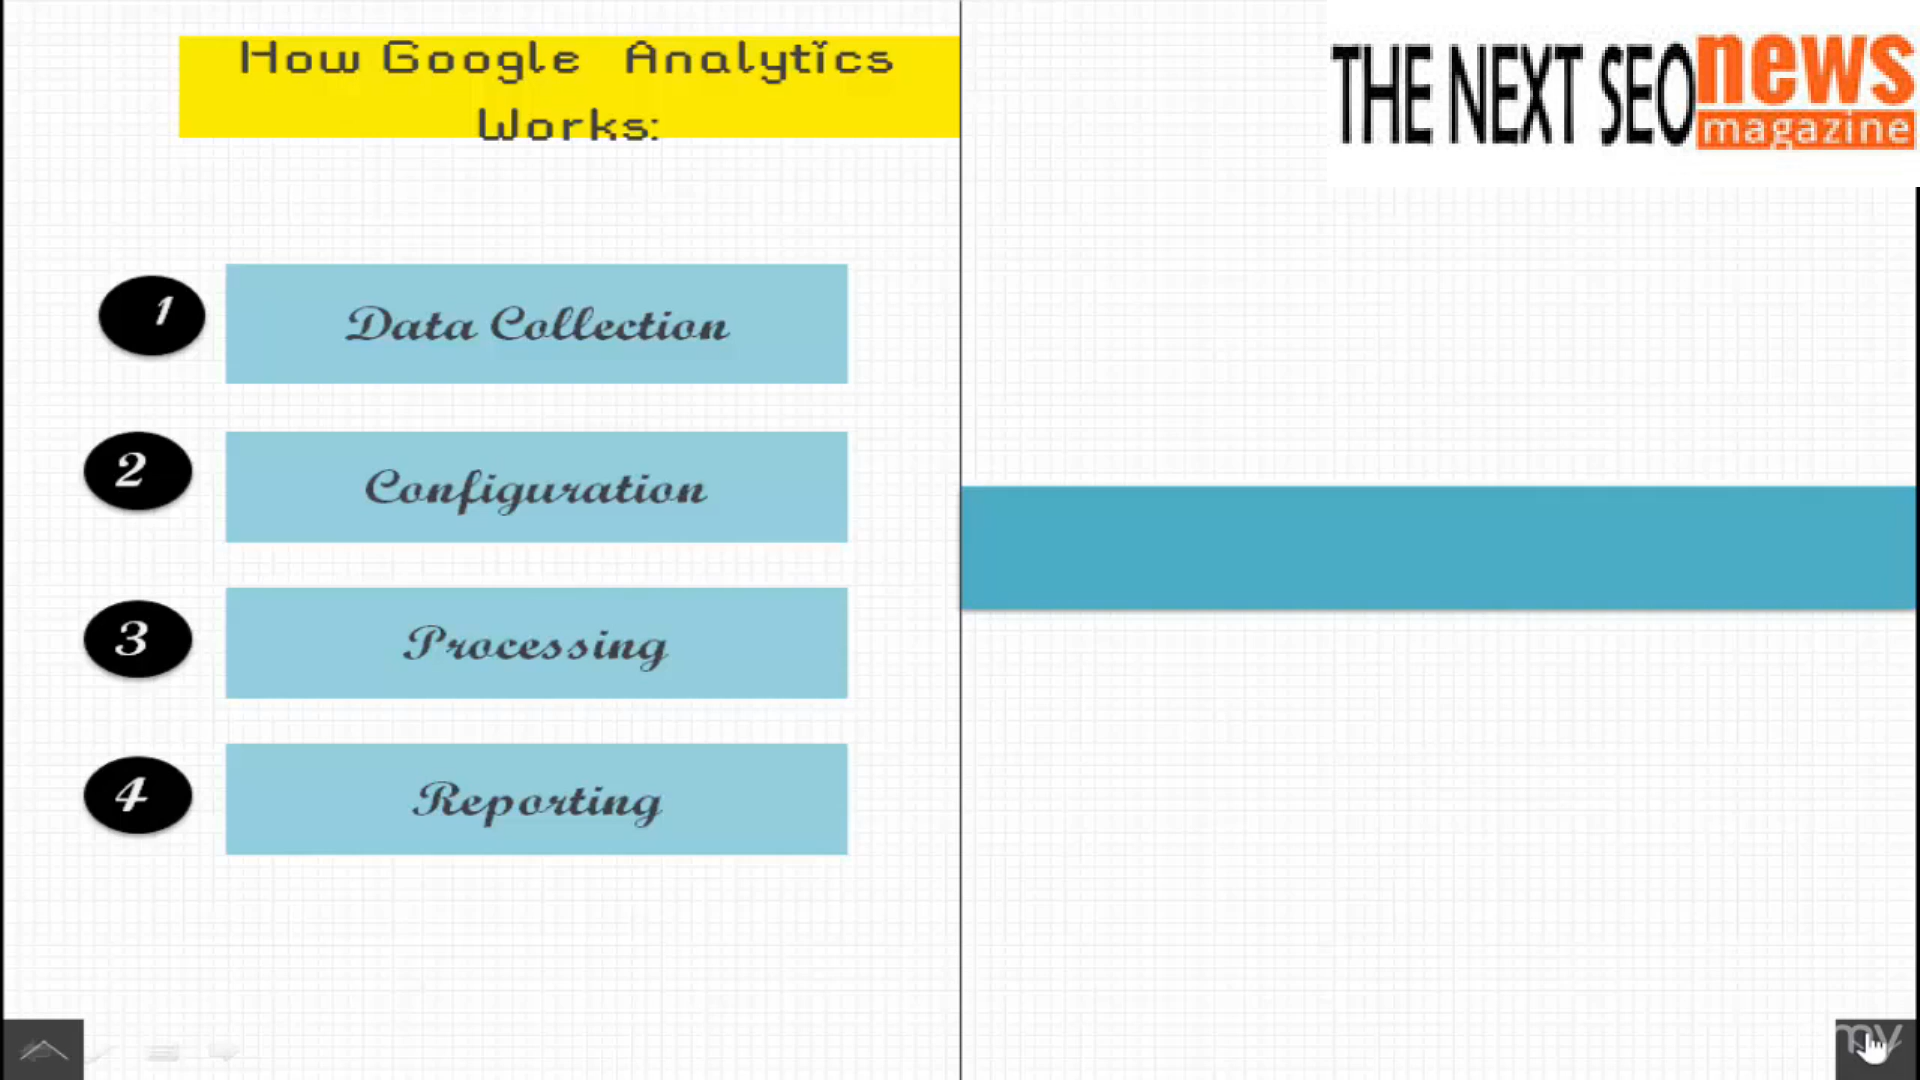 How Google Analytics
Works:
THE NEXT SEO news
magazine
1
Data Collection
2
Configuration
3
Processing
4
Reporting